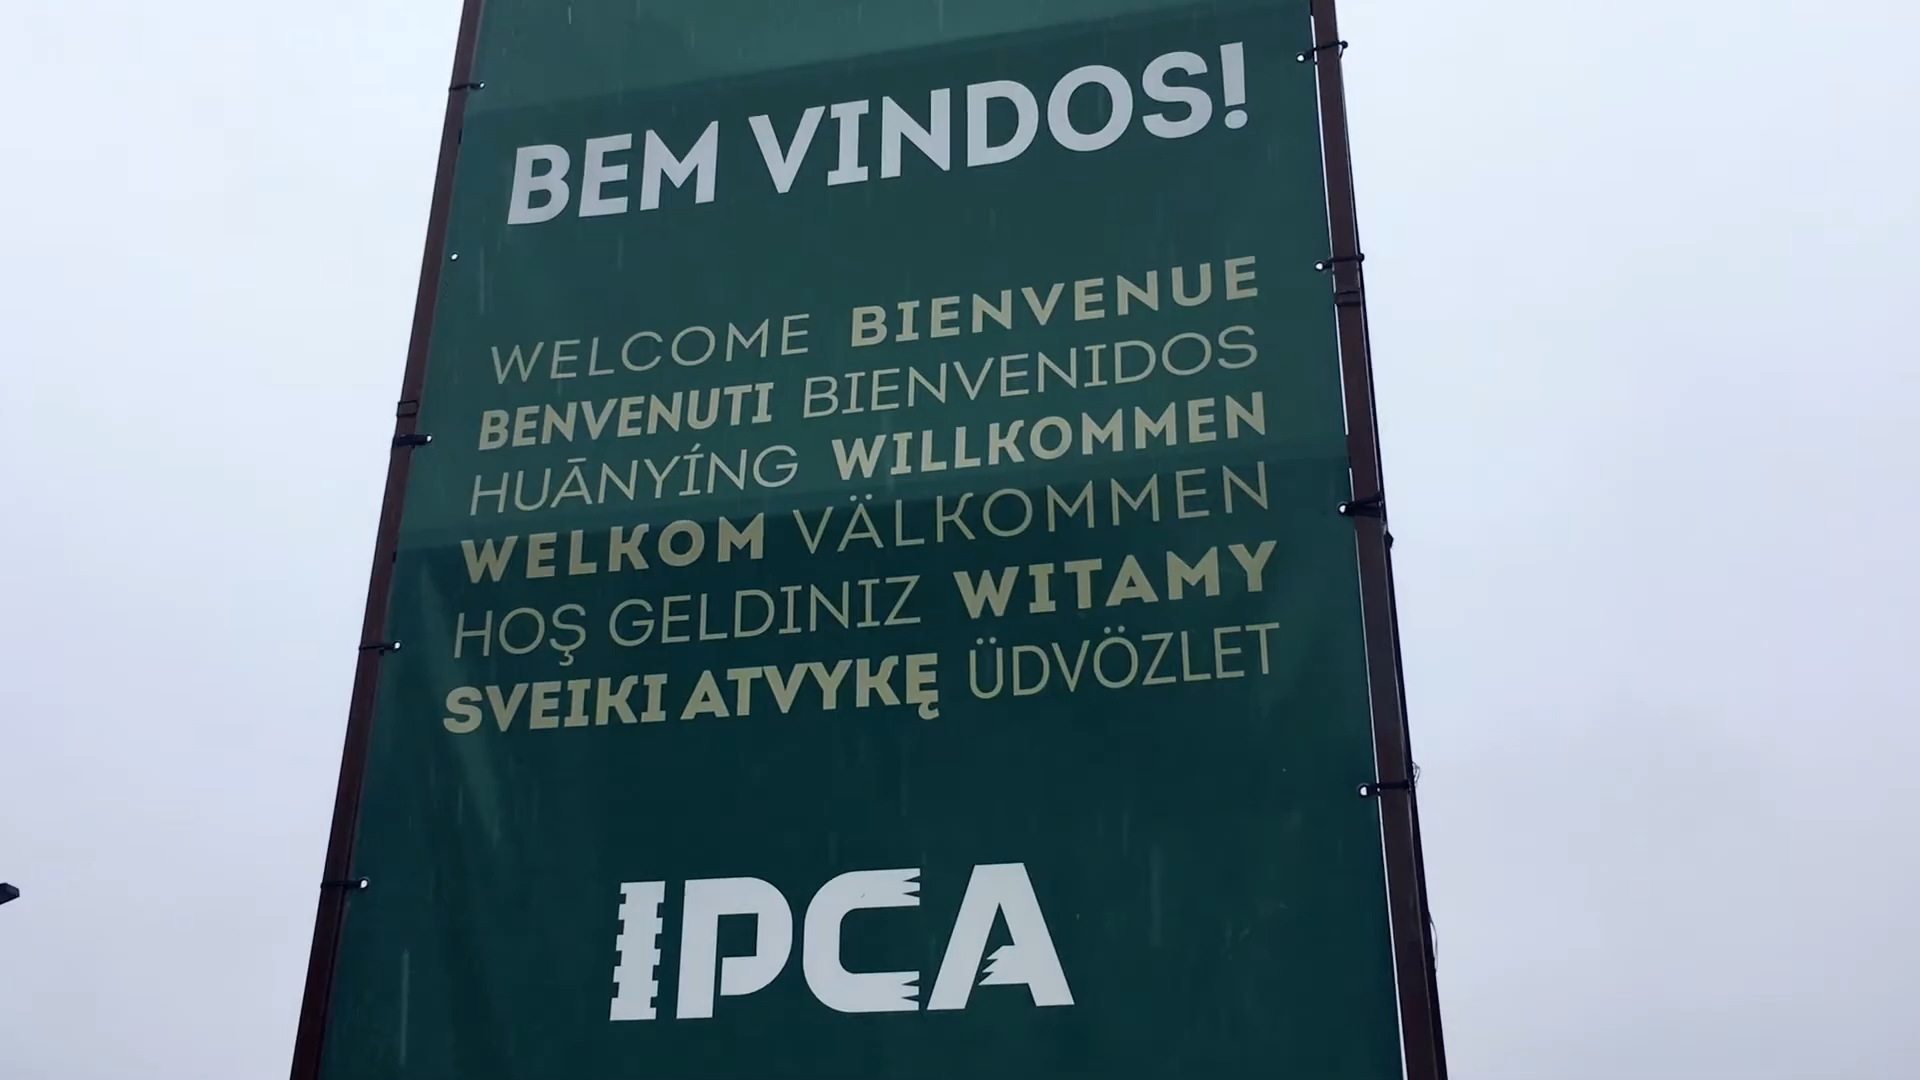 BEM VINDOS!
WELCOME BIENVENUE
BENVENUTI BIENVENIDOS
HUĀNYÍNG WILLKOMMEN
WELKOM VÄLKOMMEN
HOŞ GELDINIZ WITAMY
SVEIKI ATVYKĘ ÜDVÖZLET
IPCA